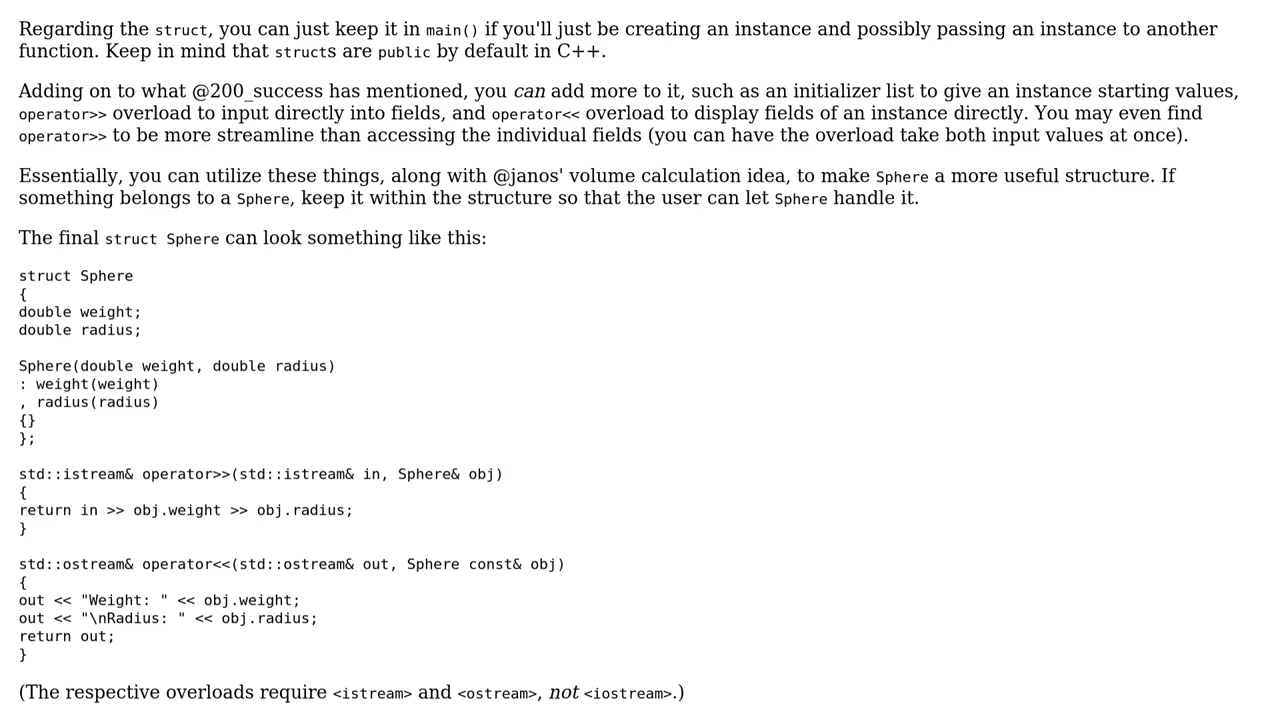 Regarding the struct, you can just keep it in main() if you'll just be creating an instance and possibly passing an instance to another
function. Keep in mind that structs are public by default in C++.
Adding on to what @200_success has mentioned, you can add more to it, such as an initializer list to give an instance starting values,
operator>> overload to input directly into fields, and operator<< overload to display fields of an instance directly. You may even find
operator>> to be more streamline than accessing the individual fields (you can have the overload take both input values at once).
Essentially, you can utilize these things, along with @janos' volume calculation idea, to make Sphere a more useful structure. If
something belongs to a Sphere, keep it within the structure so that the user can let Sphere handle it.
The final struct Sphere can look something like this:
struct Sphere
{
double weight;
double radius;
Sphere(double weight, double radius)
: weight(weight)
, radius(radius)
{}
};
std::istream& operator>>(std::istream& in, Sphere& obj)
{
return in >> obj.weight >> obj.radius;
}
std::ostream& operator<<(std::ostream& out, Sphere const& obj)
{
out << "Weight: " << obj.weight;
out << "\nRadius: " << obj.radius;
return out;
}
(The respective overloads require <istream> and <ostream>, not <iostream>.)